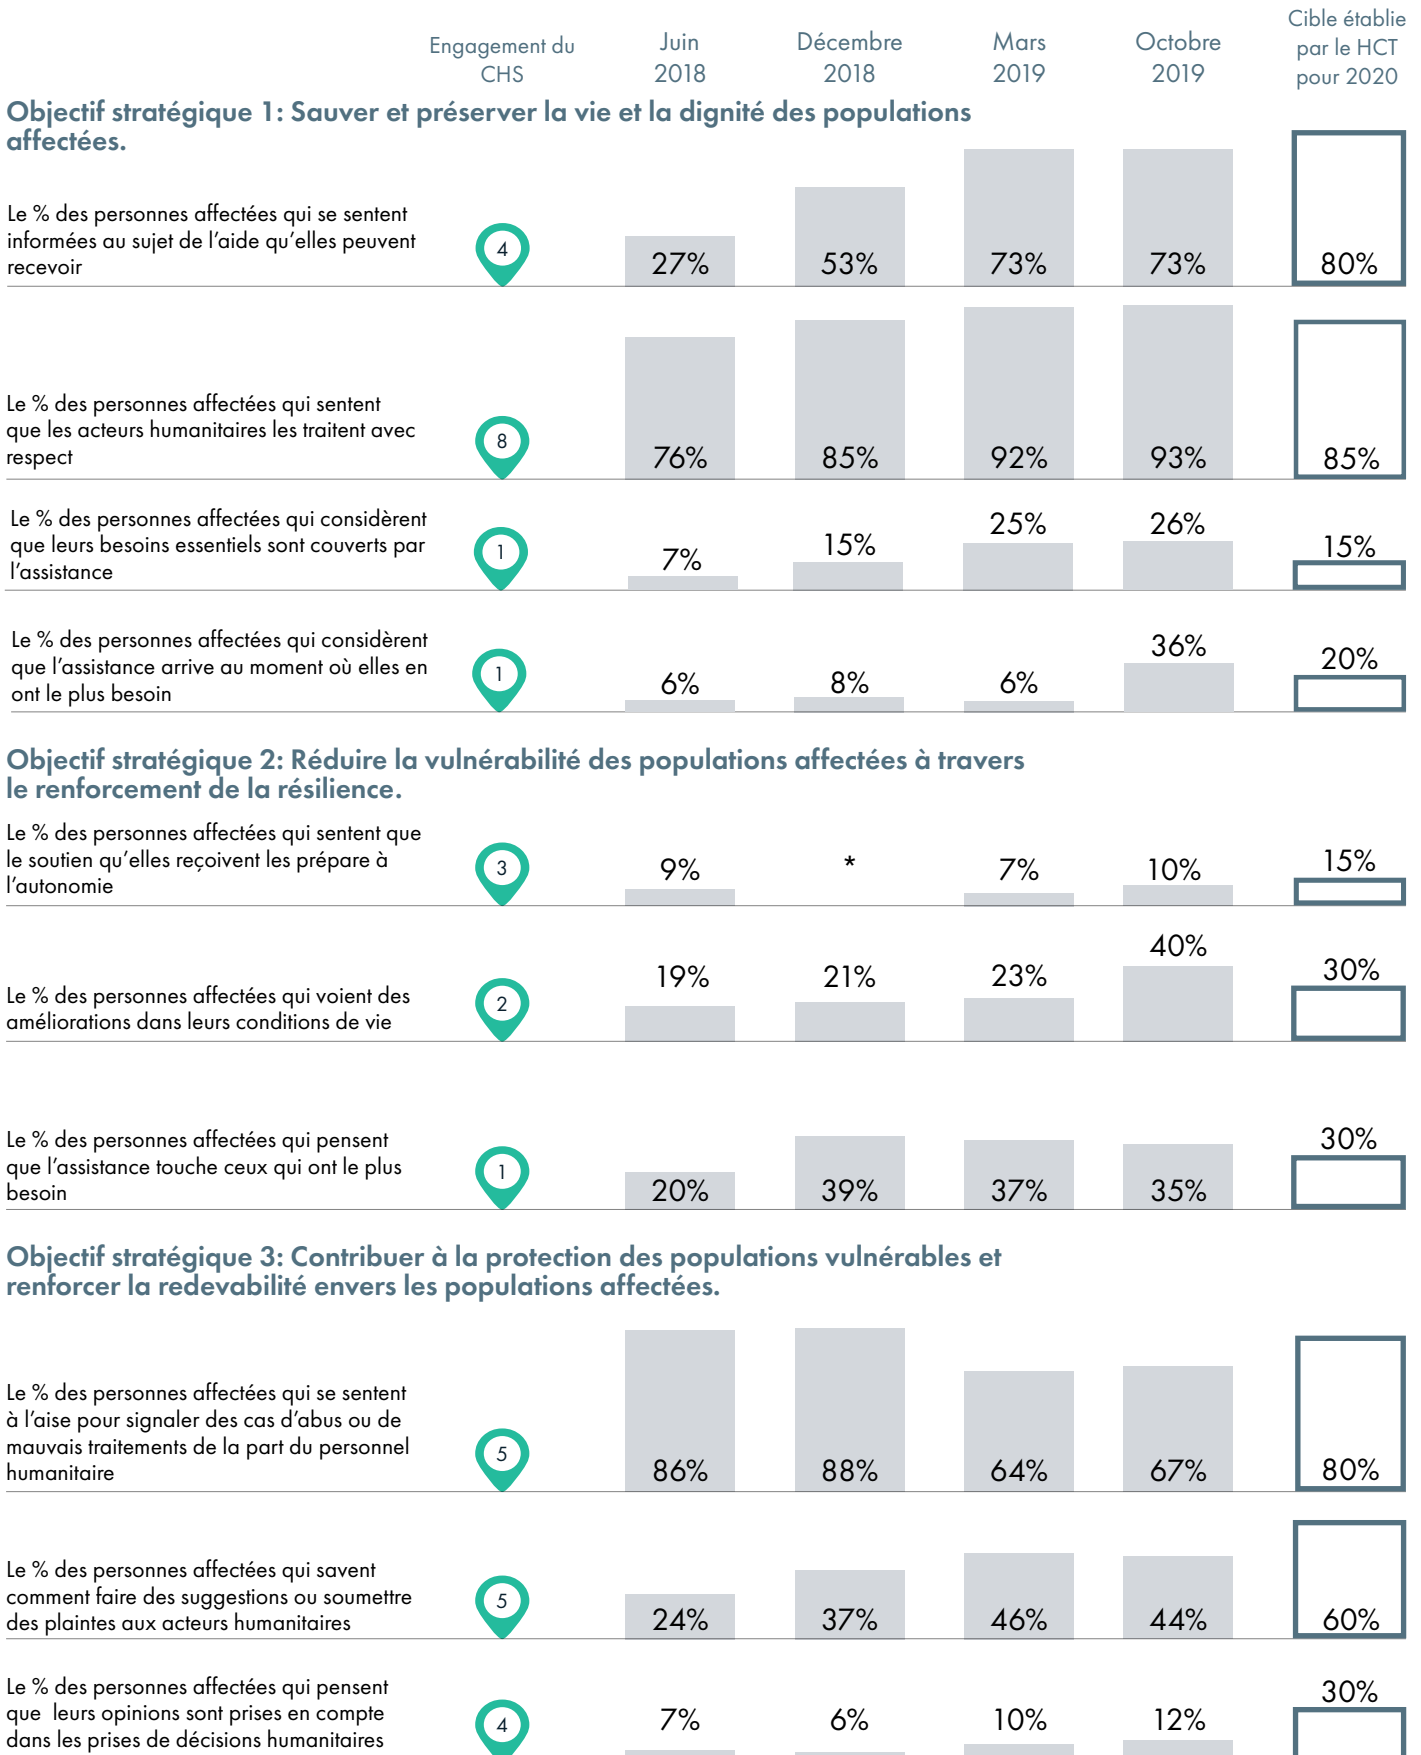 Engagement du
CHS
Juin
2018
Décembre
2018
Mars
2019
Octobre
2019
Cible établie
par le HCT
pour 2020
Objectif stratégique 1: Sauver et préserver la vie et la dignité des populations
affectées.
Le % des personnes affectées qui se sentent
informées au sujet de l’aide qu’elles peuvent
recevoir
4
27%
53%
73%
73%
80%
Le % des personnes affectées qui sentent
que les acteurs humanitaires les traitent avec
respect
8
76%
85%
92%
93%
85%
Le % des personnes affectées qui considèrent
que leurs besoins essentiels sont couverts par
l’assistance
1
7%
15%
25%
26%
15%
Le % des personnes affectées qui considèrent
que l’assistance arrive au moment où elles en
ont le plus besoin
1
6%
8%
6%
36%
20%
Objectif stratégique 2: Réduire la vulnérabilité des populations affectées à travers
le renforcement de la résilience.
Le % des personnes affectées qui sentent que
le soutien qu’elles reçoivent les prépare à
l’autonomie
3
9%
*
7%
10%
15%
Le % des personnes affectées qui voient des
améliorations dans leurs conditions de vie
2
19%
21%
23%
40%
30%
Le % des personnes affectées qui pensent
que l’assistance touche ceux qui ont le plus
besoin
1
20%
39%
37%
35%
30%
Objectif stratégique 3: Contribuer à la protection des populations vulnérables et
renforcer la redevabilité envers les populations affectées.
Le % des personnes affectées qui se sentent
à l’aise pour signaler des cas d’abus ou de
mauvais traitements de la part du personnel
humanitaire
5
86%
88%
64%
67%
80%
Le % des personnes affectées qui savent
comment faire des suggestions ou soumettre
des plaintes aux acteurs humanitaires
5
24%
37%
46%
44%
60%
Le % des personnes affectées qui pensent
que leurs opinions sont prises en compte
dans les prises de décisions humanitaires
4
7%
6%
10%
12%
30%